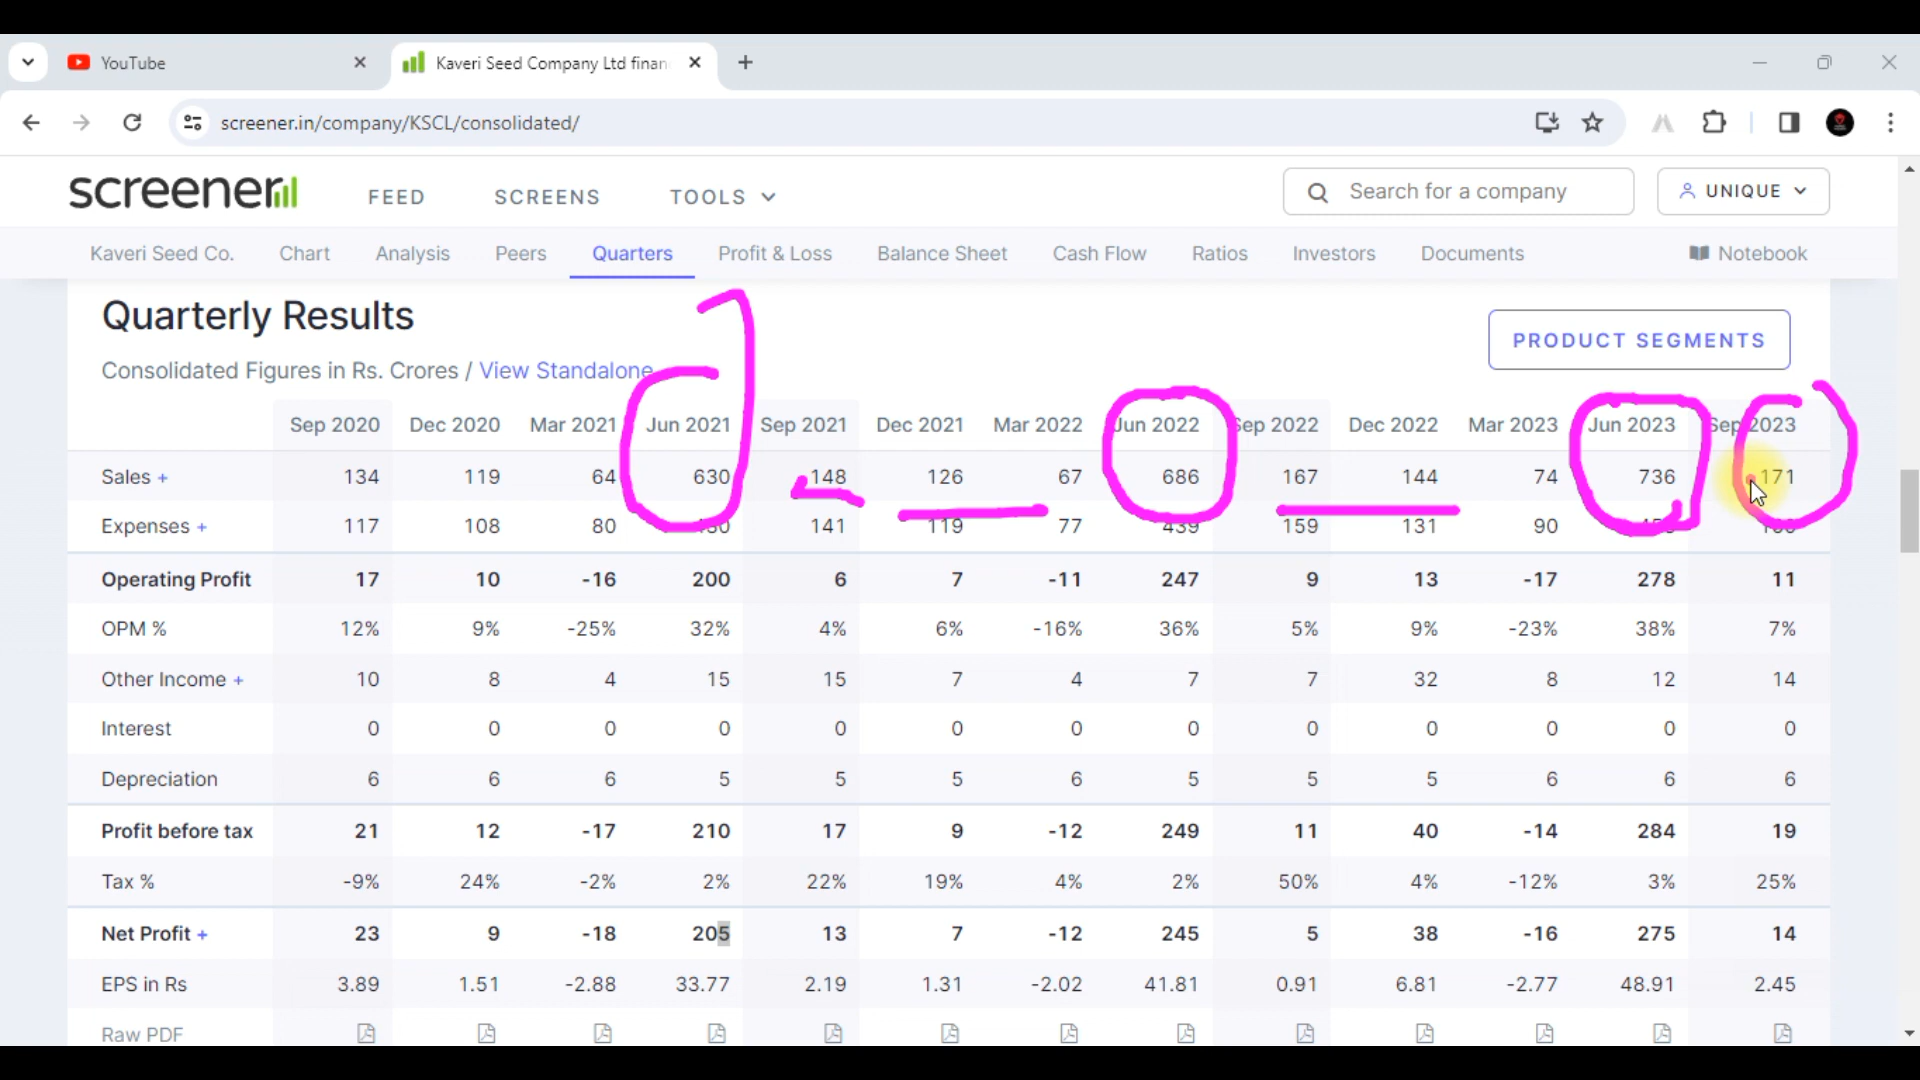 YouTube
Kaveri Seed Company Ltd finan
screener.in/company/KSCL/consolidated/
screener
FEED SCREENS TOOLS
Search for a company
UNIQUE
Kaveri Seed Co. Chart Analysis Peers Quarters Profit & Loss Balance Sheet Cash Flow Ratios Investors Documents Notebook
Quarterly Results
PRODUCT SEGMENTS
Consolidated Figures in Rs. Crores / View Standalone
Sep 2020 Dec 2020 Mar 2021 Jun 2021 Sep 2021 Dec 2021 Mar 2022 Jun 2022 Sep 2022 Dec 2022 Mar 2023 Jun 2023 Sep 2023
Sales + 134 119 64 630 148 126 67 686 167 144 74 736 171
Expenses + 117 108 80 141 119 77 439 159 131 90
Operating Profit 17 10 -16 200 6 7 -11 247 9 13 -17 278 11
OPM % 12% 9% -25% 32% 4% 6% -16% 36% 5% 9% -23% 38% 7%
Other Income + 10 8 4 15 15 7 4 7 7 32 8 12 14
Interest 0 0 0 0 0 0 0 0 0 0 0 0 0
Depreciation 6 6 6 5 5 5 6 5 5 5 6 6 6
Profit before tax 21 12 -17 210 17 9 -12 249 11 40 -14 284 19
Tax % -9% 24% -2% 2% 22% 19% 4% 2% 50% 4% -12% 3% 25%
Net Profit + 23 9 -18 205 13 7 -12 245 5 38 -16 275 14
EPS in Rs 3.89 1.51 -2.88 33.77 2.19 1.31 -2.02 41.81 0.91 6.81 -2.77 48.91 2.45
Raw PDF